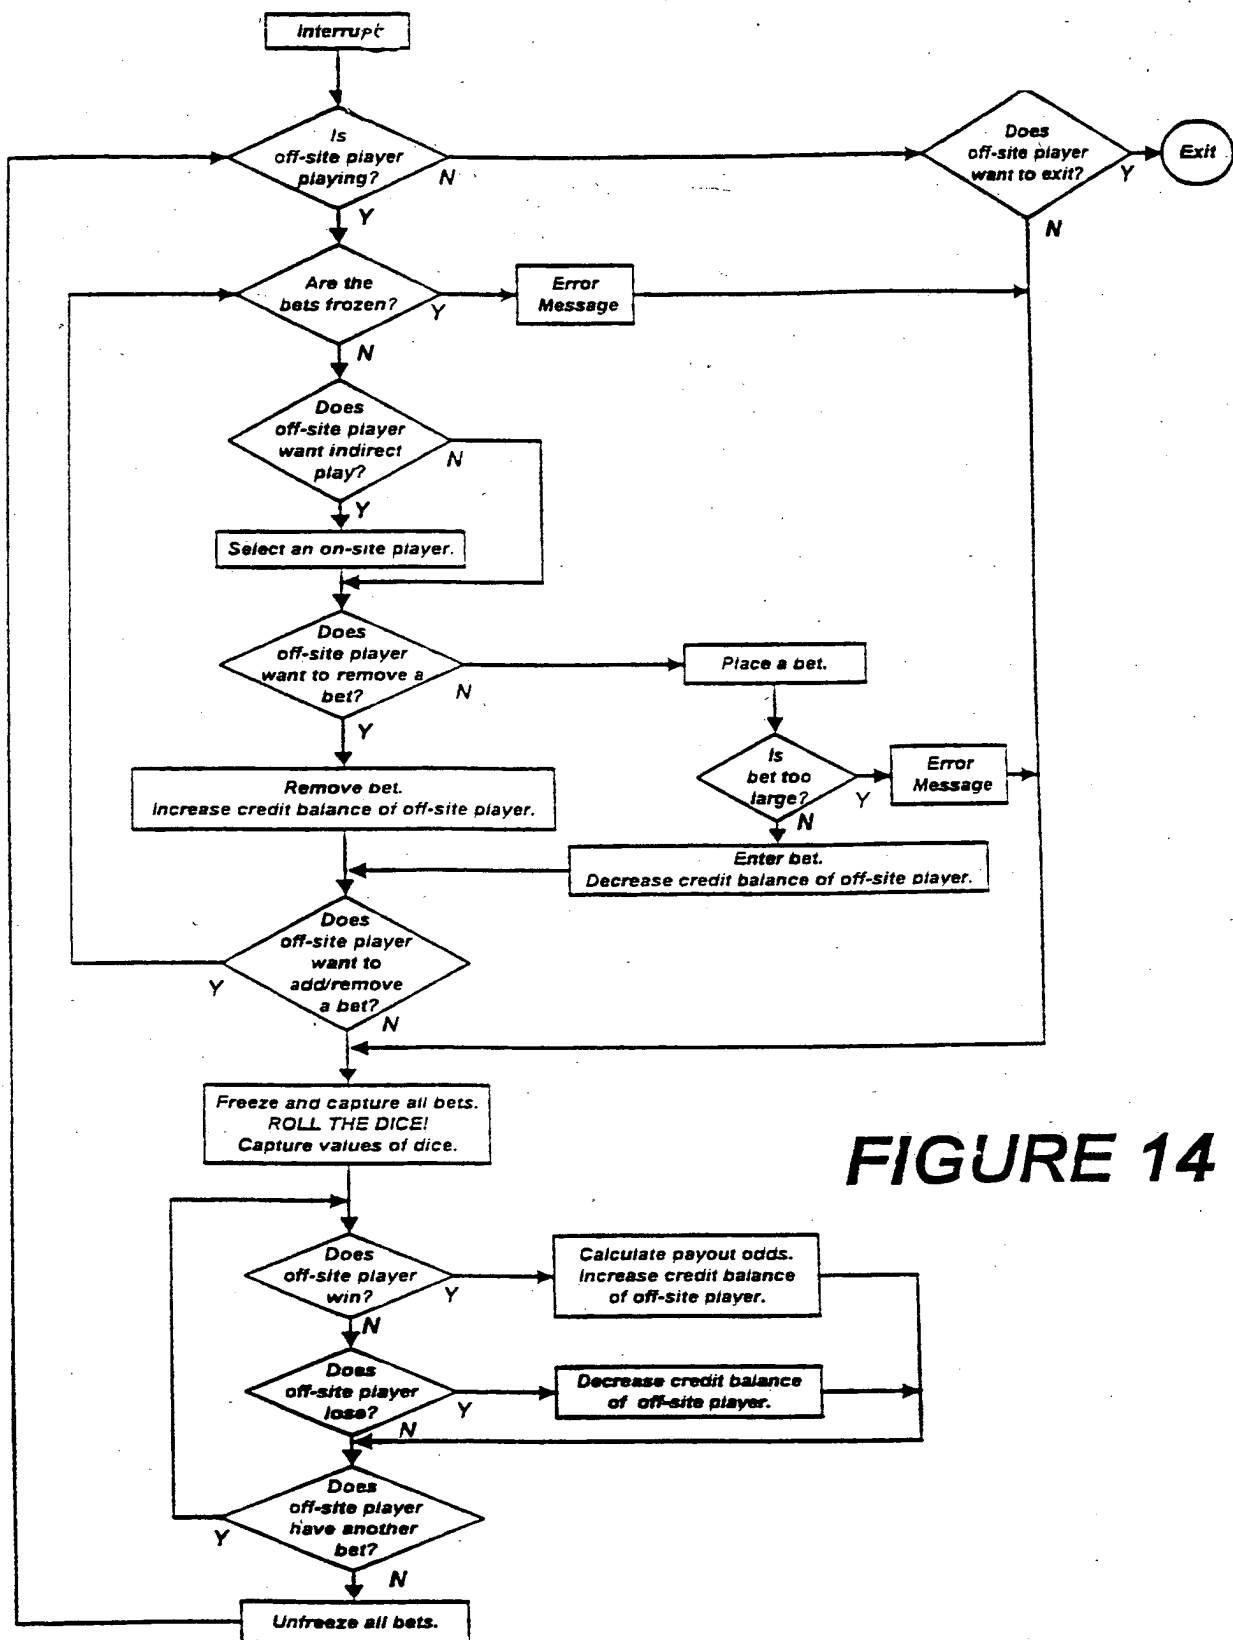 Interrupt
Is
off-site player
playing?
N
Y
Does
off-site player
want to exit?
Y
Exit
N
Are the
bets frozen?
Y
Error
Message
N
Does
off-site player
want indirect
play?
N
Y
Select an on-site player.
Does
off-site player
want to remove a
bet?
N
Y
Place a bet.
Is
bet too
large?
Y
Error
Message
N
Remove bet.
Increase credit balance of off-site player.
Enter bet.
Decrease credit balance of off-site player.
Does
off-site player
want to
add/remove
a bet?
Y
N
Freeze and capture all bets.
ROLL THE DICE!
Capture values of dice.
FIGURE 14
Does
off-site player
win?
Y
N
Calculate payout odds.
Increase credit balance
of off-site player.
Does
off-site player
lose?
Y
N
Decrease credit balance
of off-site player.
Does
off-site player
have another
bet?
Y
N
Unfreeze all bets.